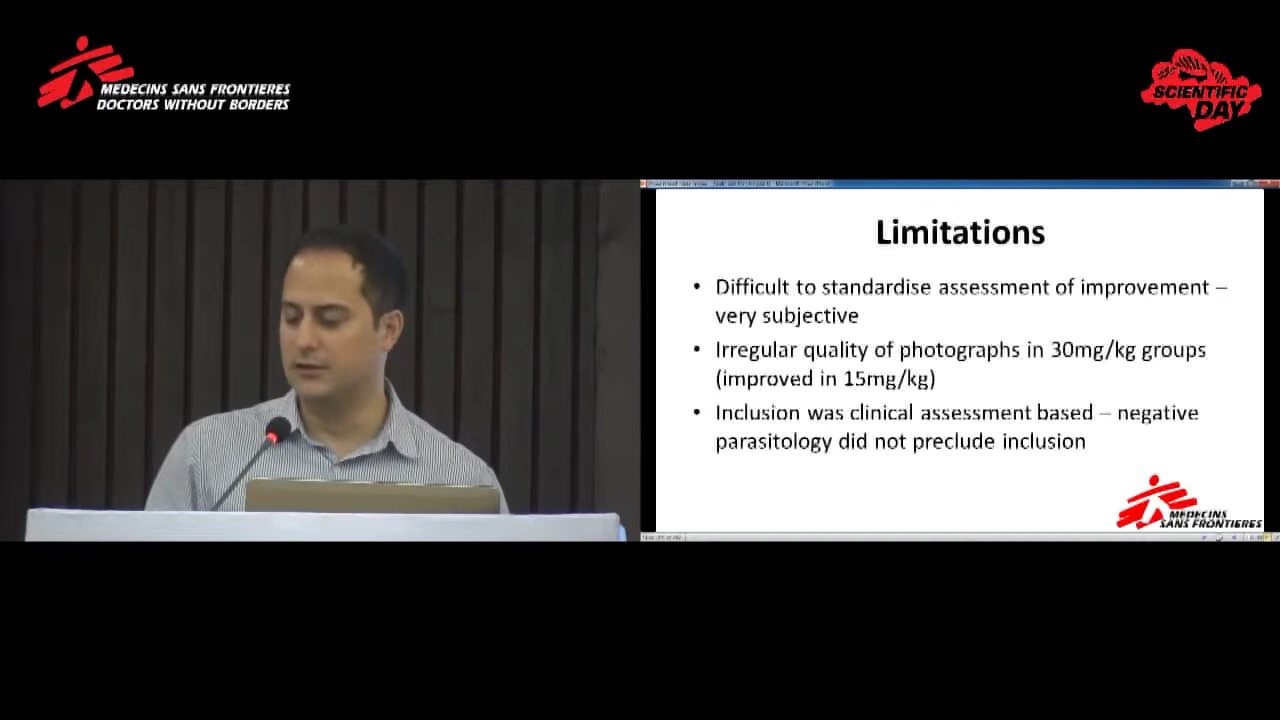 MEDECINS SANS FRONTIERES
DOCTORS WITHOUT BORDERS
SCIENTIFIC
DAY
Limitations
• Difficult to standardise assessment of improvement –
very subjective
• Irregular quality of photographs in 30mg/kg groups
(improved in 15mg/kg)
• Inclusion was clinical assessment based – negative
parasitology did not preclude inclusion
MEDECINS
SANS FRONTIERES